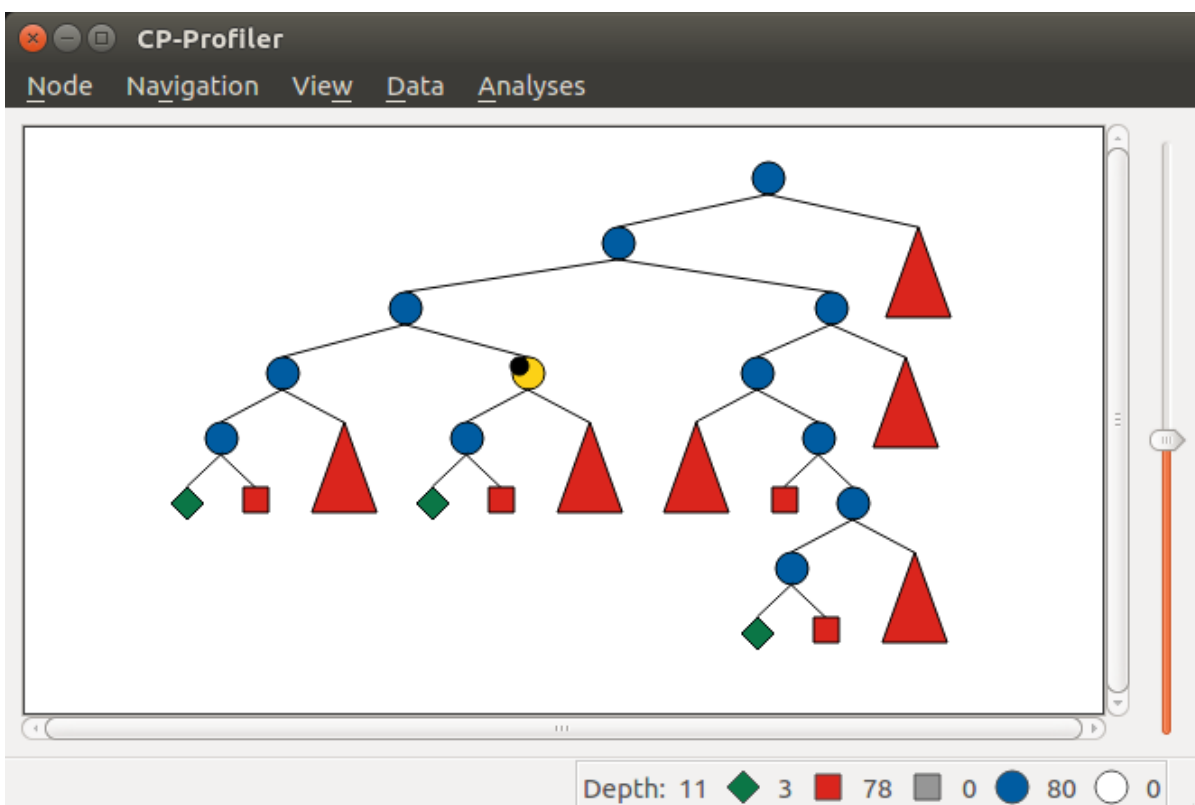 CP-Profiler
Node Navigation View Data Analyses
Depth: 11 3 78 0 80 0